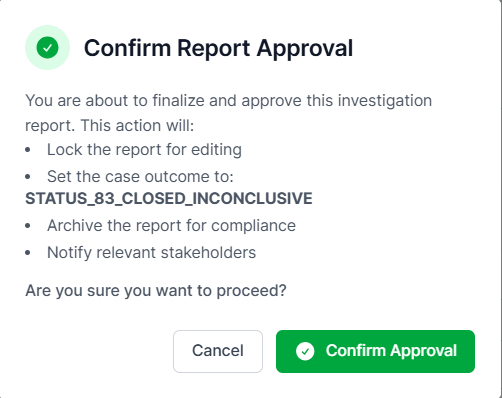 Confirm Report Approval
You are about to finalize and approve this investigation
report. This action will:
• Lock the report for editing
• Set the case outcome to:
STATUS_83_CLOSED_INCONCLUSIVE
• Archive the report for compliance
• Notify relevant stakeholders
Are you sure you want to proceed?
Cancel
Confirm Approval